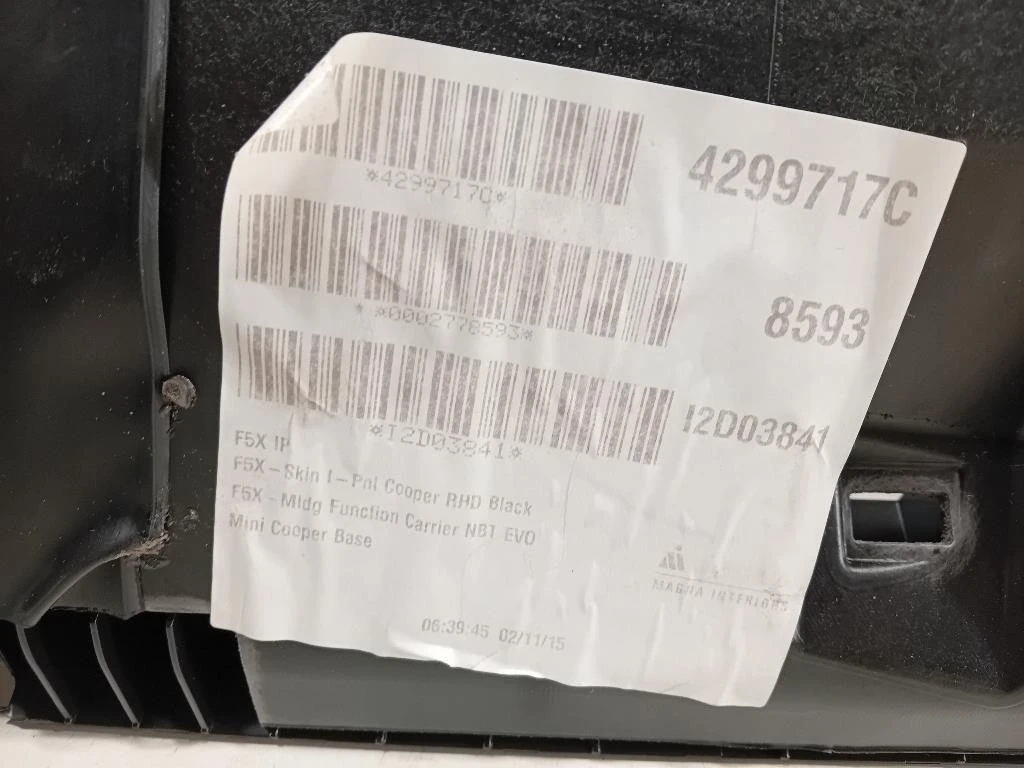 *4299717C*
4299717C
*0002778593*
8593
*I2D03841*
I2D03841
F5X IP
F5X - Skin I - Pnl Cooper RHD Black
F5X - Mldg Function Carrier NBT EVO
Mini Cooper Base
MAGNA INTERIORS
06:39:45 02/11/15